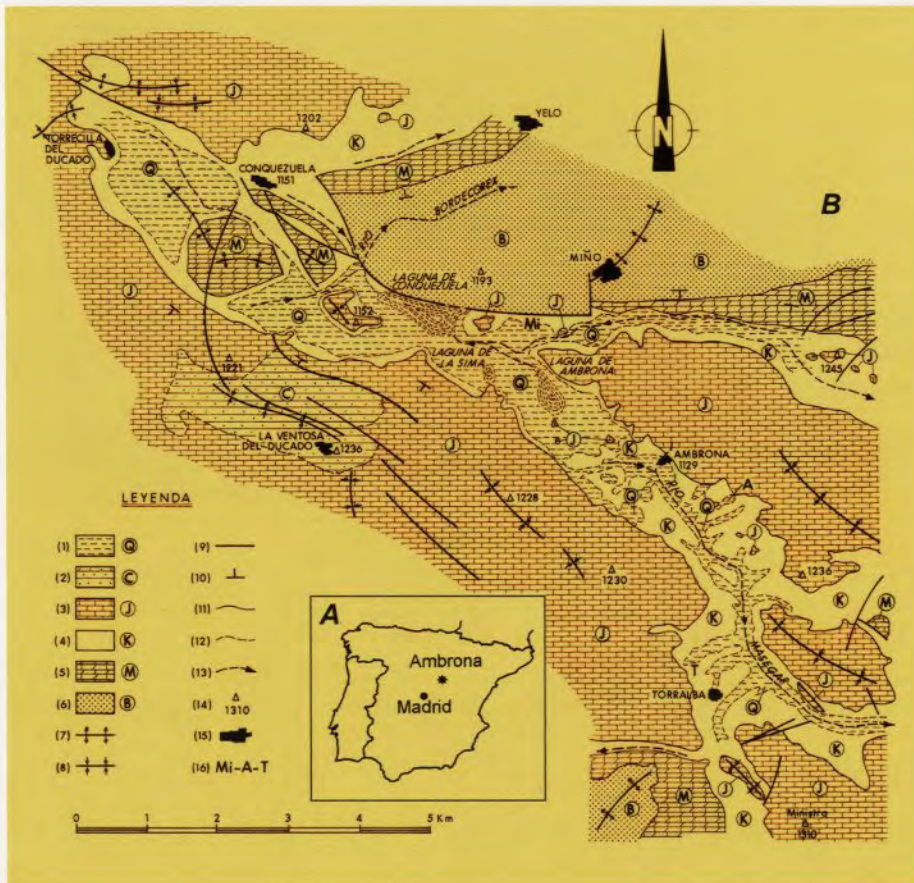 J
1202
K
J
YELO
N
TORRECILLA
DEL
DUCADO
Q
CONQUEZUELA
1151
M
RIO BORDECOREX
B
B
M
M
MIÑO
B
LAGUNA DE
CONQUEZUELA
1193
J
J
M
J
Q
1152
Mi
Q
LAGUNA DE
LA SIMA
LAGUNA DE
AMBRONA
K
1245
J
1221
C
Q
J
LA VENTOSA
DEL-DUCADO
1236
J
J
K
AMBRONA
1129
A
LEYENDA
1228
Q
RIO
Q
K
J
(1) Q
(2) C
(3) J
(4) K
(5) M
(6) B
(7)
(8)
(9)
(10)
(11)
(12)
(13)
(14) 1310
(15)
(16) Mi-A-T
1230
1236
K
M
K
J
MASEGAR
J
T
TORRALBA
Q
K
A
Ambrona
Madrid
B
M
J
K
J
K
Ministra
1310
0 1 2 3 4 5 Km